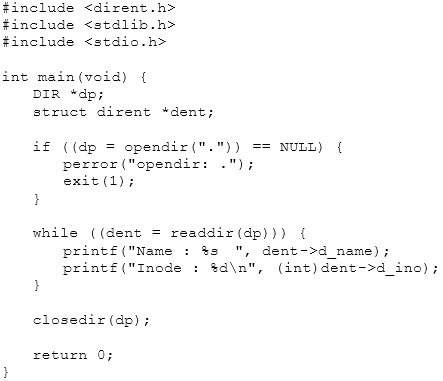 #include <dirent.h>
#include <stdlib.h>
#include <stdio.h>

int main(void) {
    DIR *dp;
    struct dirent *dent;

    if ((dp = opendir(".")) == NULL) {
        perror("opendir: .");
        exit(1);
    }

    while ((dent = readdir(dp))) {
        printf("Name : %s  ", dent->d_name);
        printf("Inode : %d\n", (int)dent->d_ino);
    }

    closedir(dp);

    return 0;
}